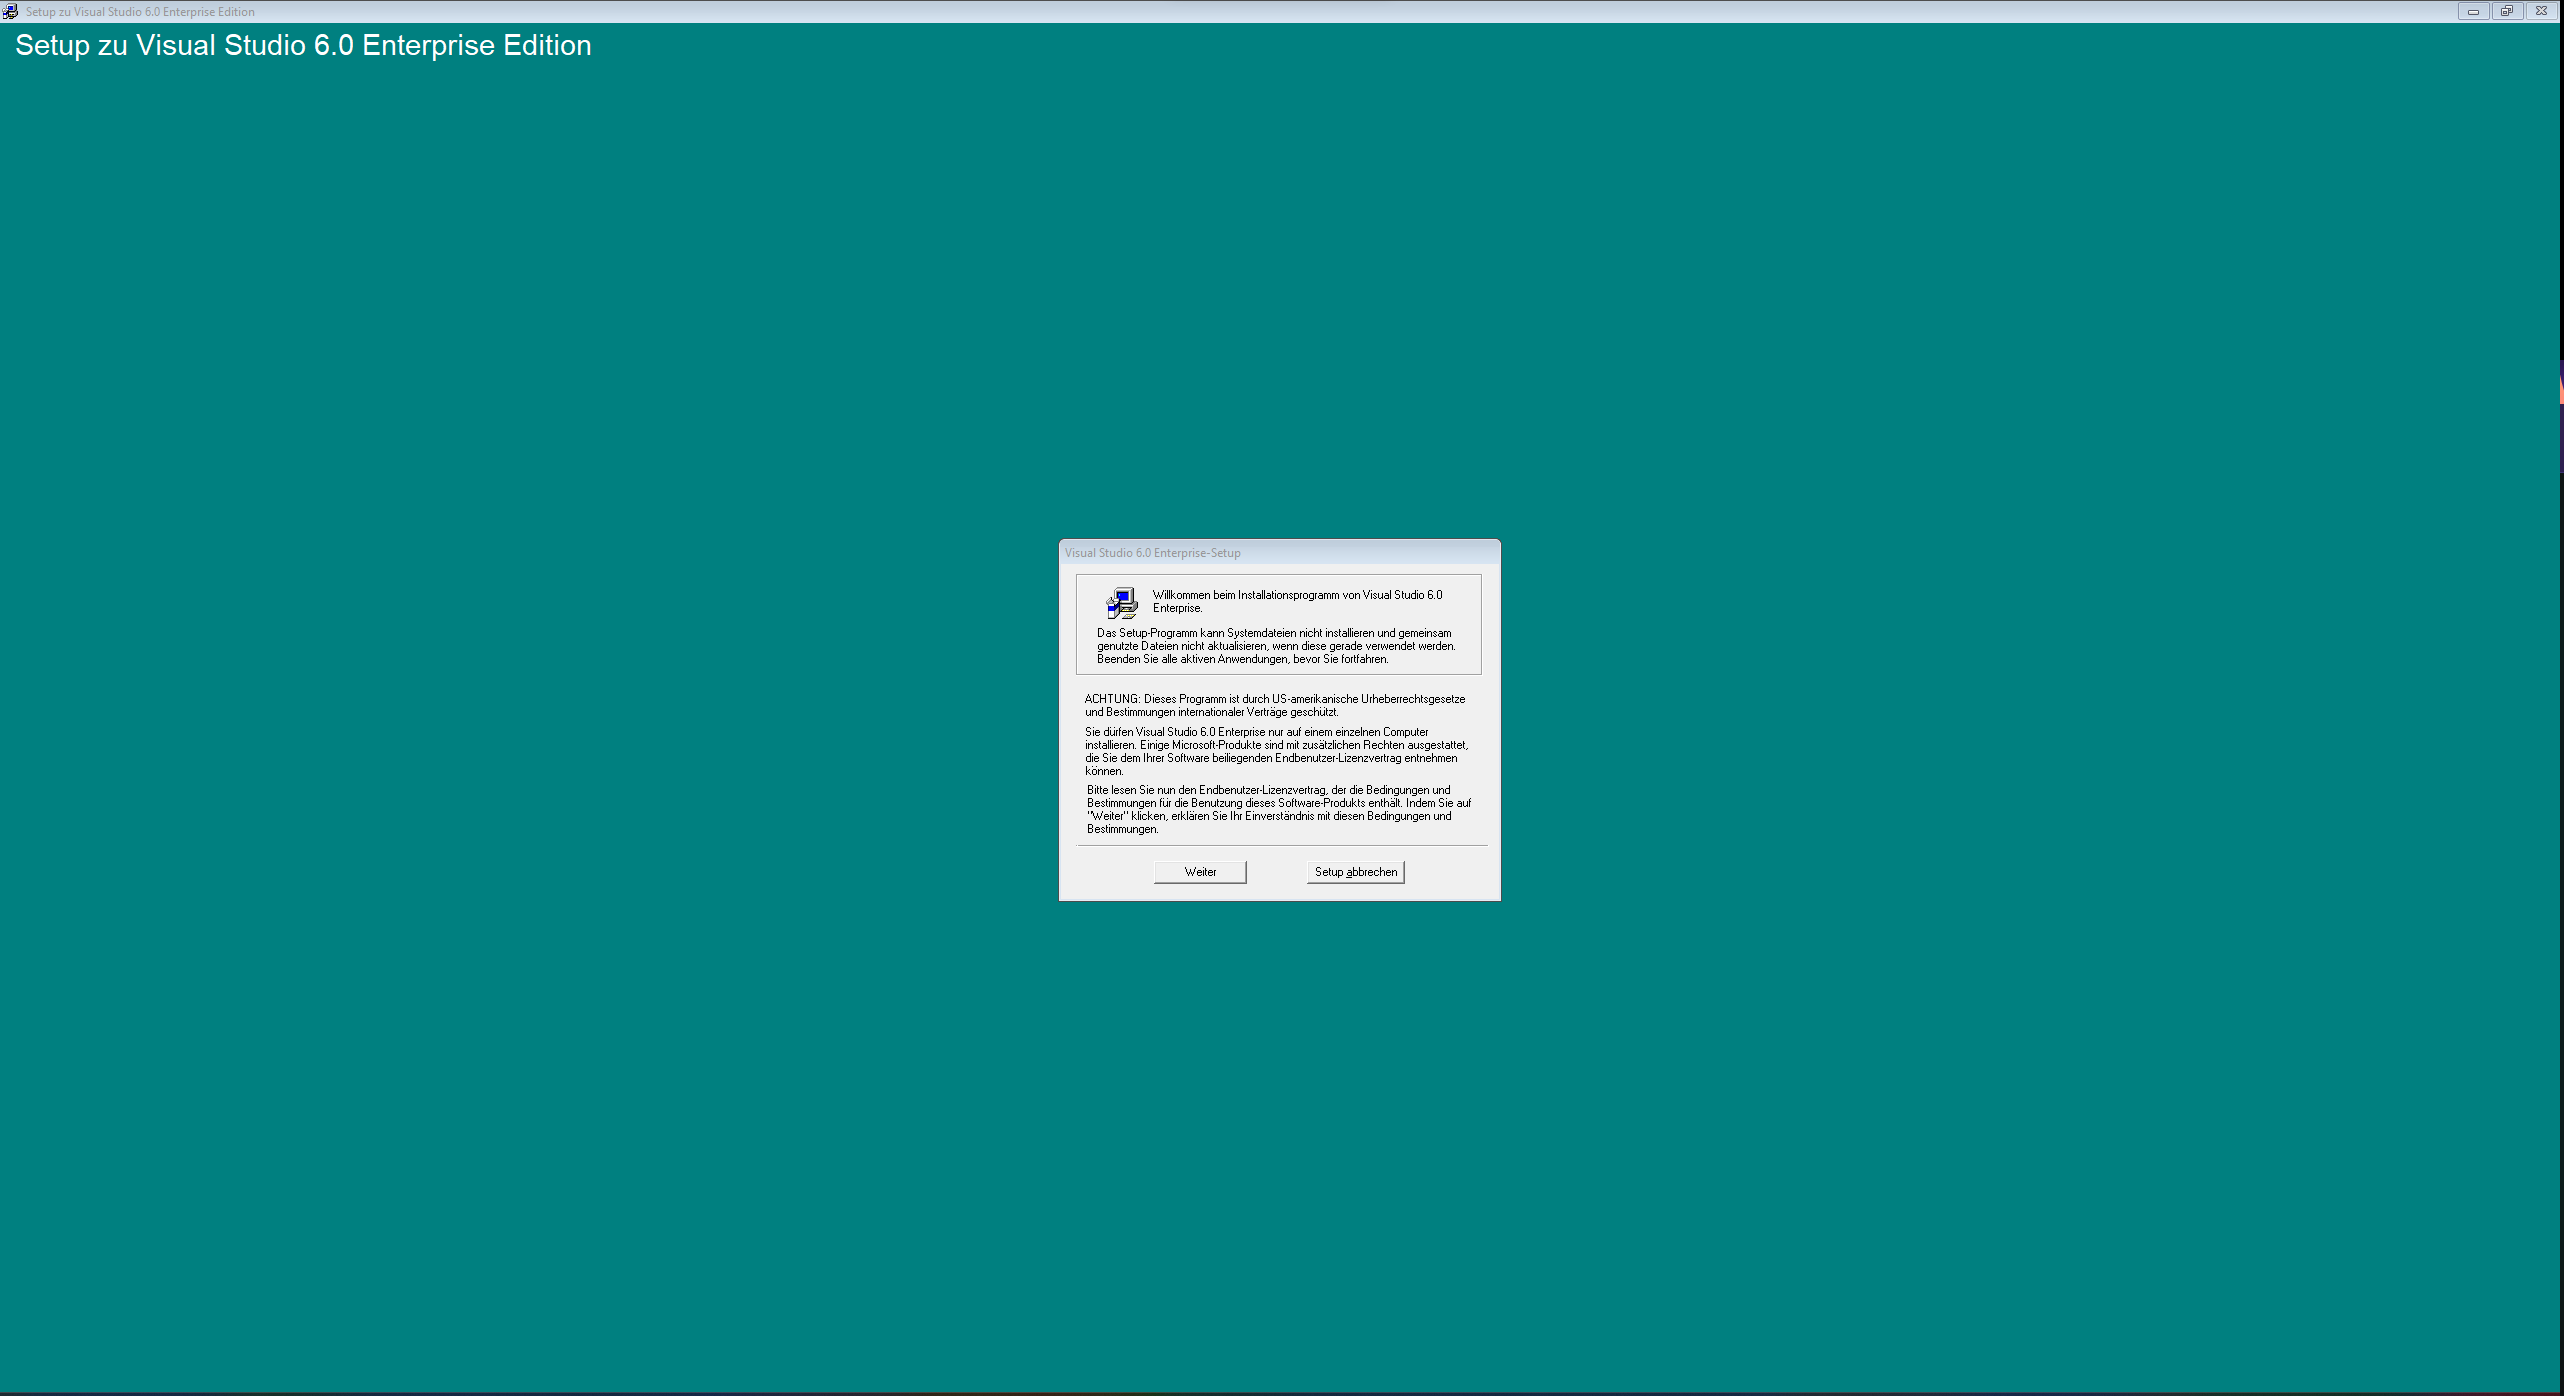 Setup zu Visual Studio 6.0 Enterprise Edition
Setup zu Visual Studio 6.0 Enterprise Edition
Visual Studio 6.0 Enterprise-Setup
Willkommen beim Installationsprogramm von Visual Studio 6.0
Enterprise.
Das Setup-Programm kann Systemdateien nicht installieren und gemeinsam
genutzte Dateien nicht aktualisieren, wenn diese gerade verwendet werden.
Beenden Sie alle aktiven Anwendungen, bevor Sie fortfahren.
ACHTUNG: Dieses Programm ist durch US-amerikanische Urheberrechtsgesetze
und Bestimmungen internationaler Verträge geschützt.
Sie dürfen Visual Studio 6.0 Enterprise nur auf einem einzelnen Computer
installieren. Einige Microsoft-Produkte sind mit zusätzlichen Rechten ausgestattet,
die Sie dem Ihrer Software beiliegenden Endbenutzer-Lizenzvertrag entnehmen
können.
Bitte lesen Sie nun den Endbenutzer-Lizenzvertrag, der die Bedingungen und
Bestimmungen für die Benutzung dieses Software-Produkts enthält. Indem Sie auf
"Weiter" klicken, erklären Sie Ihr Einverständnis mit diesen Bedingungen und
Bestimmungen.
Weiter
Setup abbrechen